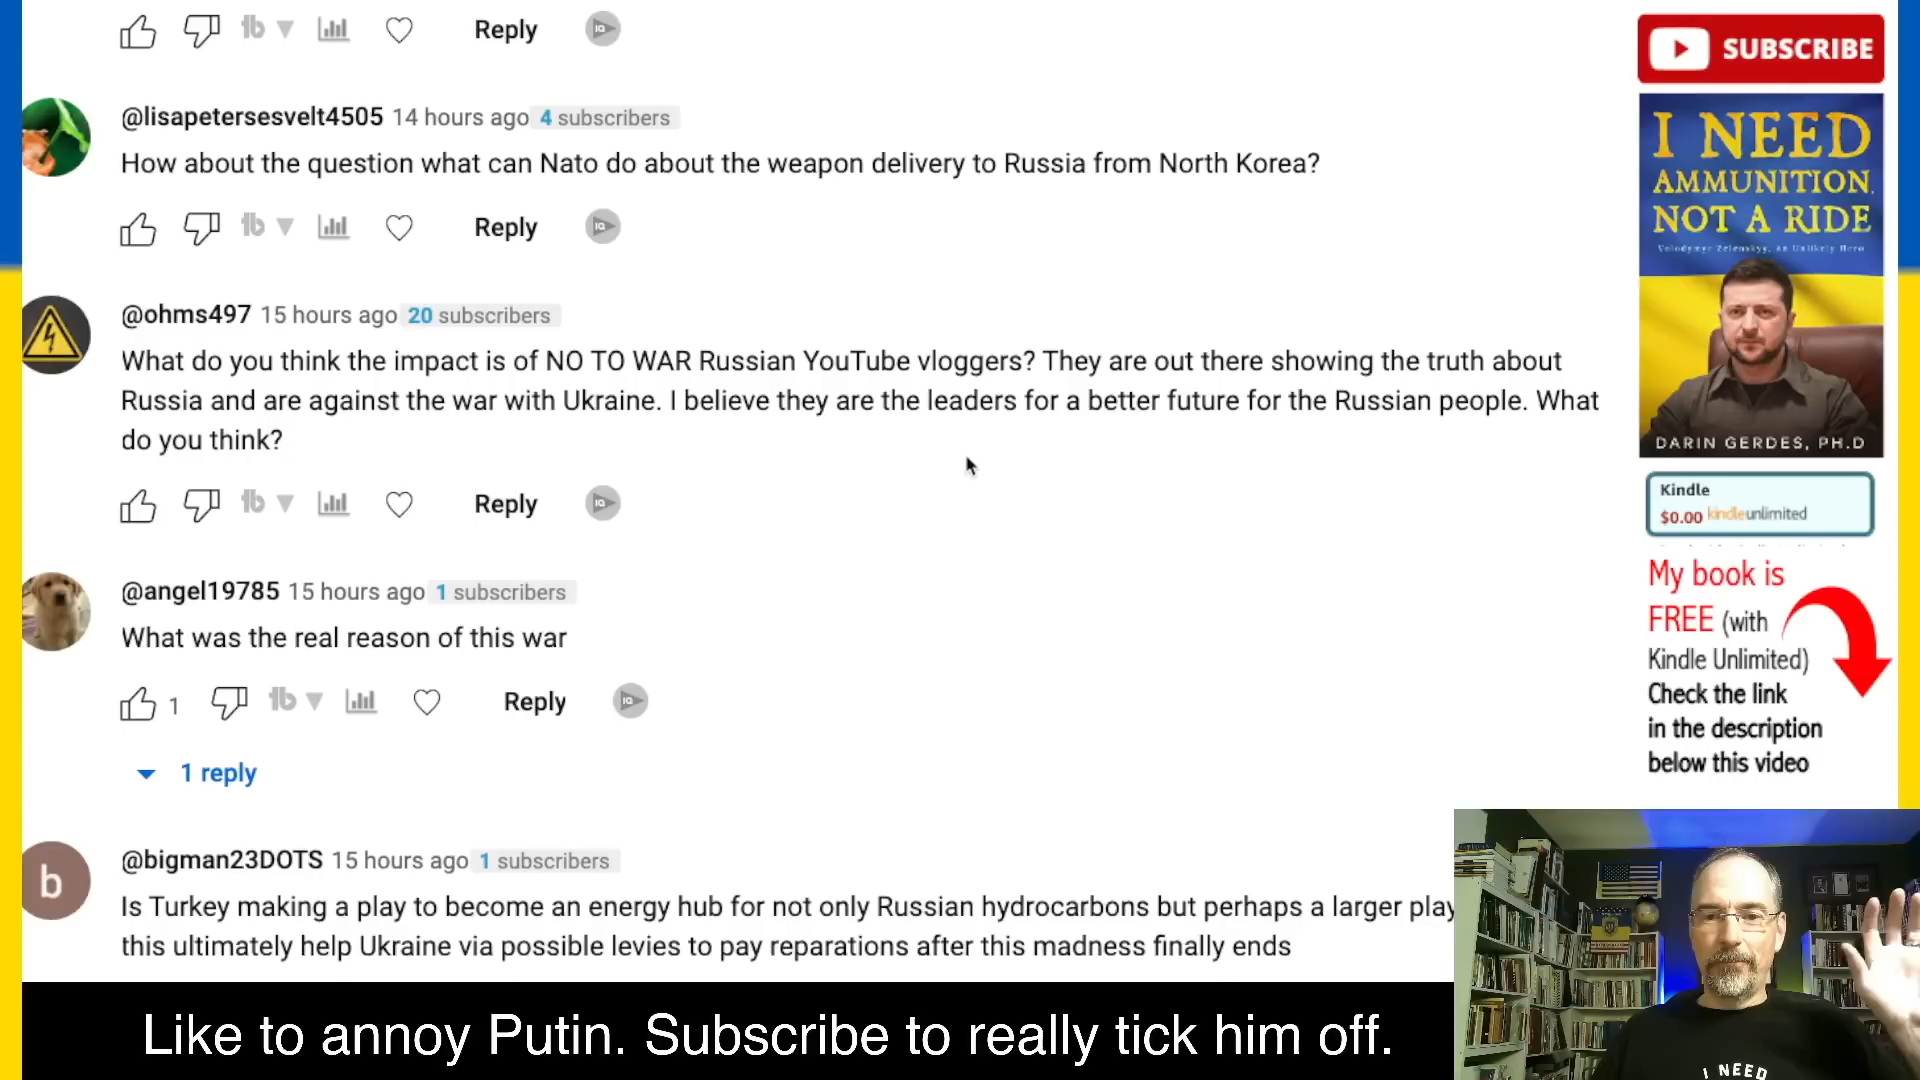 Reply
@lisapetersesvelt4505 14 hours ago 4 subscribers
How about the question what can Nato do about the weapon delivery to Russia from North Korea?
Reply
@ohms497 15 hours ago 20 subscribers
What do you think the impact is of NO TO WAR Russian YouTube vloggers? They are out there showing the truth about
Russia and are against the war with Ukraine. I believe they are the leaders for a better future for the Russian people. What
do you think?
Reply
@angel19785 15 hours ago 1 subscribers
What was the real reason of this war
1
Reply
1 reply
b
@bigman23DOTS 15 hours ago 1 subscribers
Is Turkey making a play to become an energy hub for not only Russian hydrocarbons but perhaps a larger play
this ultimately help Ukraine via possible levies to pay reparations after this madness finally ends
Like to annoy Putin. Subscribe to really tick him off.
SUBSCRIBE
I NEED
AMMUNITION,
NOT A RIDE
Volodymyr Zelenskyy, An Unlikely Hero
DARIN GERDES, PH.D
Kindle
$0.00 kindleunlimited
My book is
FREE (with
Kindle Unlimited)
Check the link
in the description
below this video
I NEED